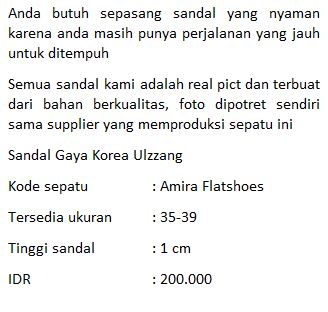 Anda butuh sepasang sandal yang nyaman
karena anda masih punya perjalanan yang jauh
untuk ditempuh
Semua sandal kami adalah real pict dan terbuat
dari bahan berkualitas, foto dipotret sendiri
sama supplier yang memproduksi sepatu ini
Sandal Gaya Korea Ulzzang
Kode sepatu : Amira Flatshoes
Tersedia ukuran : 35-39
Tinggi sandal : 1 cm
IDR : 200.000